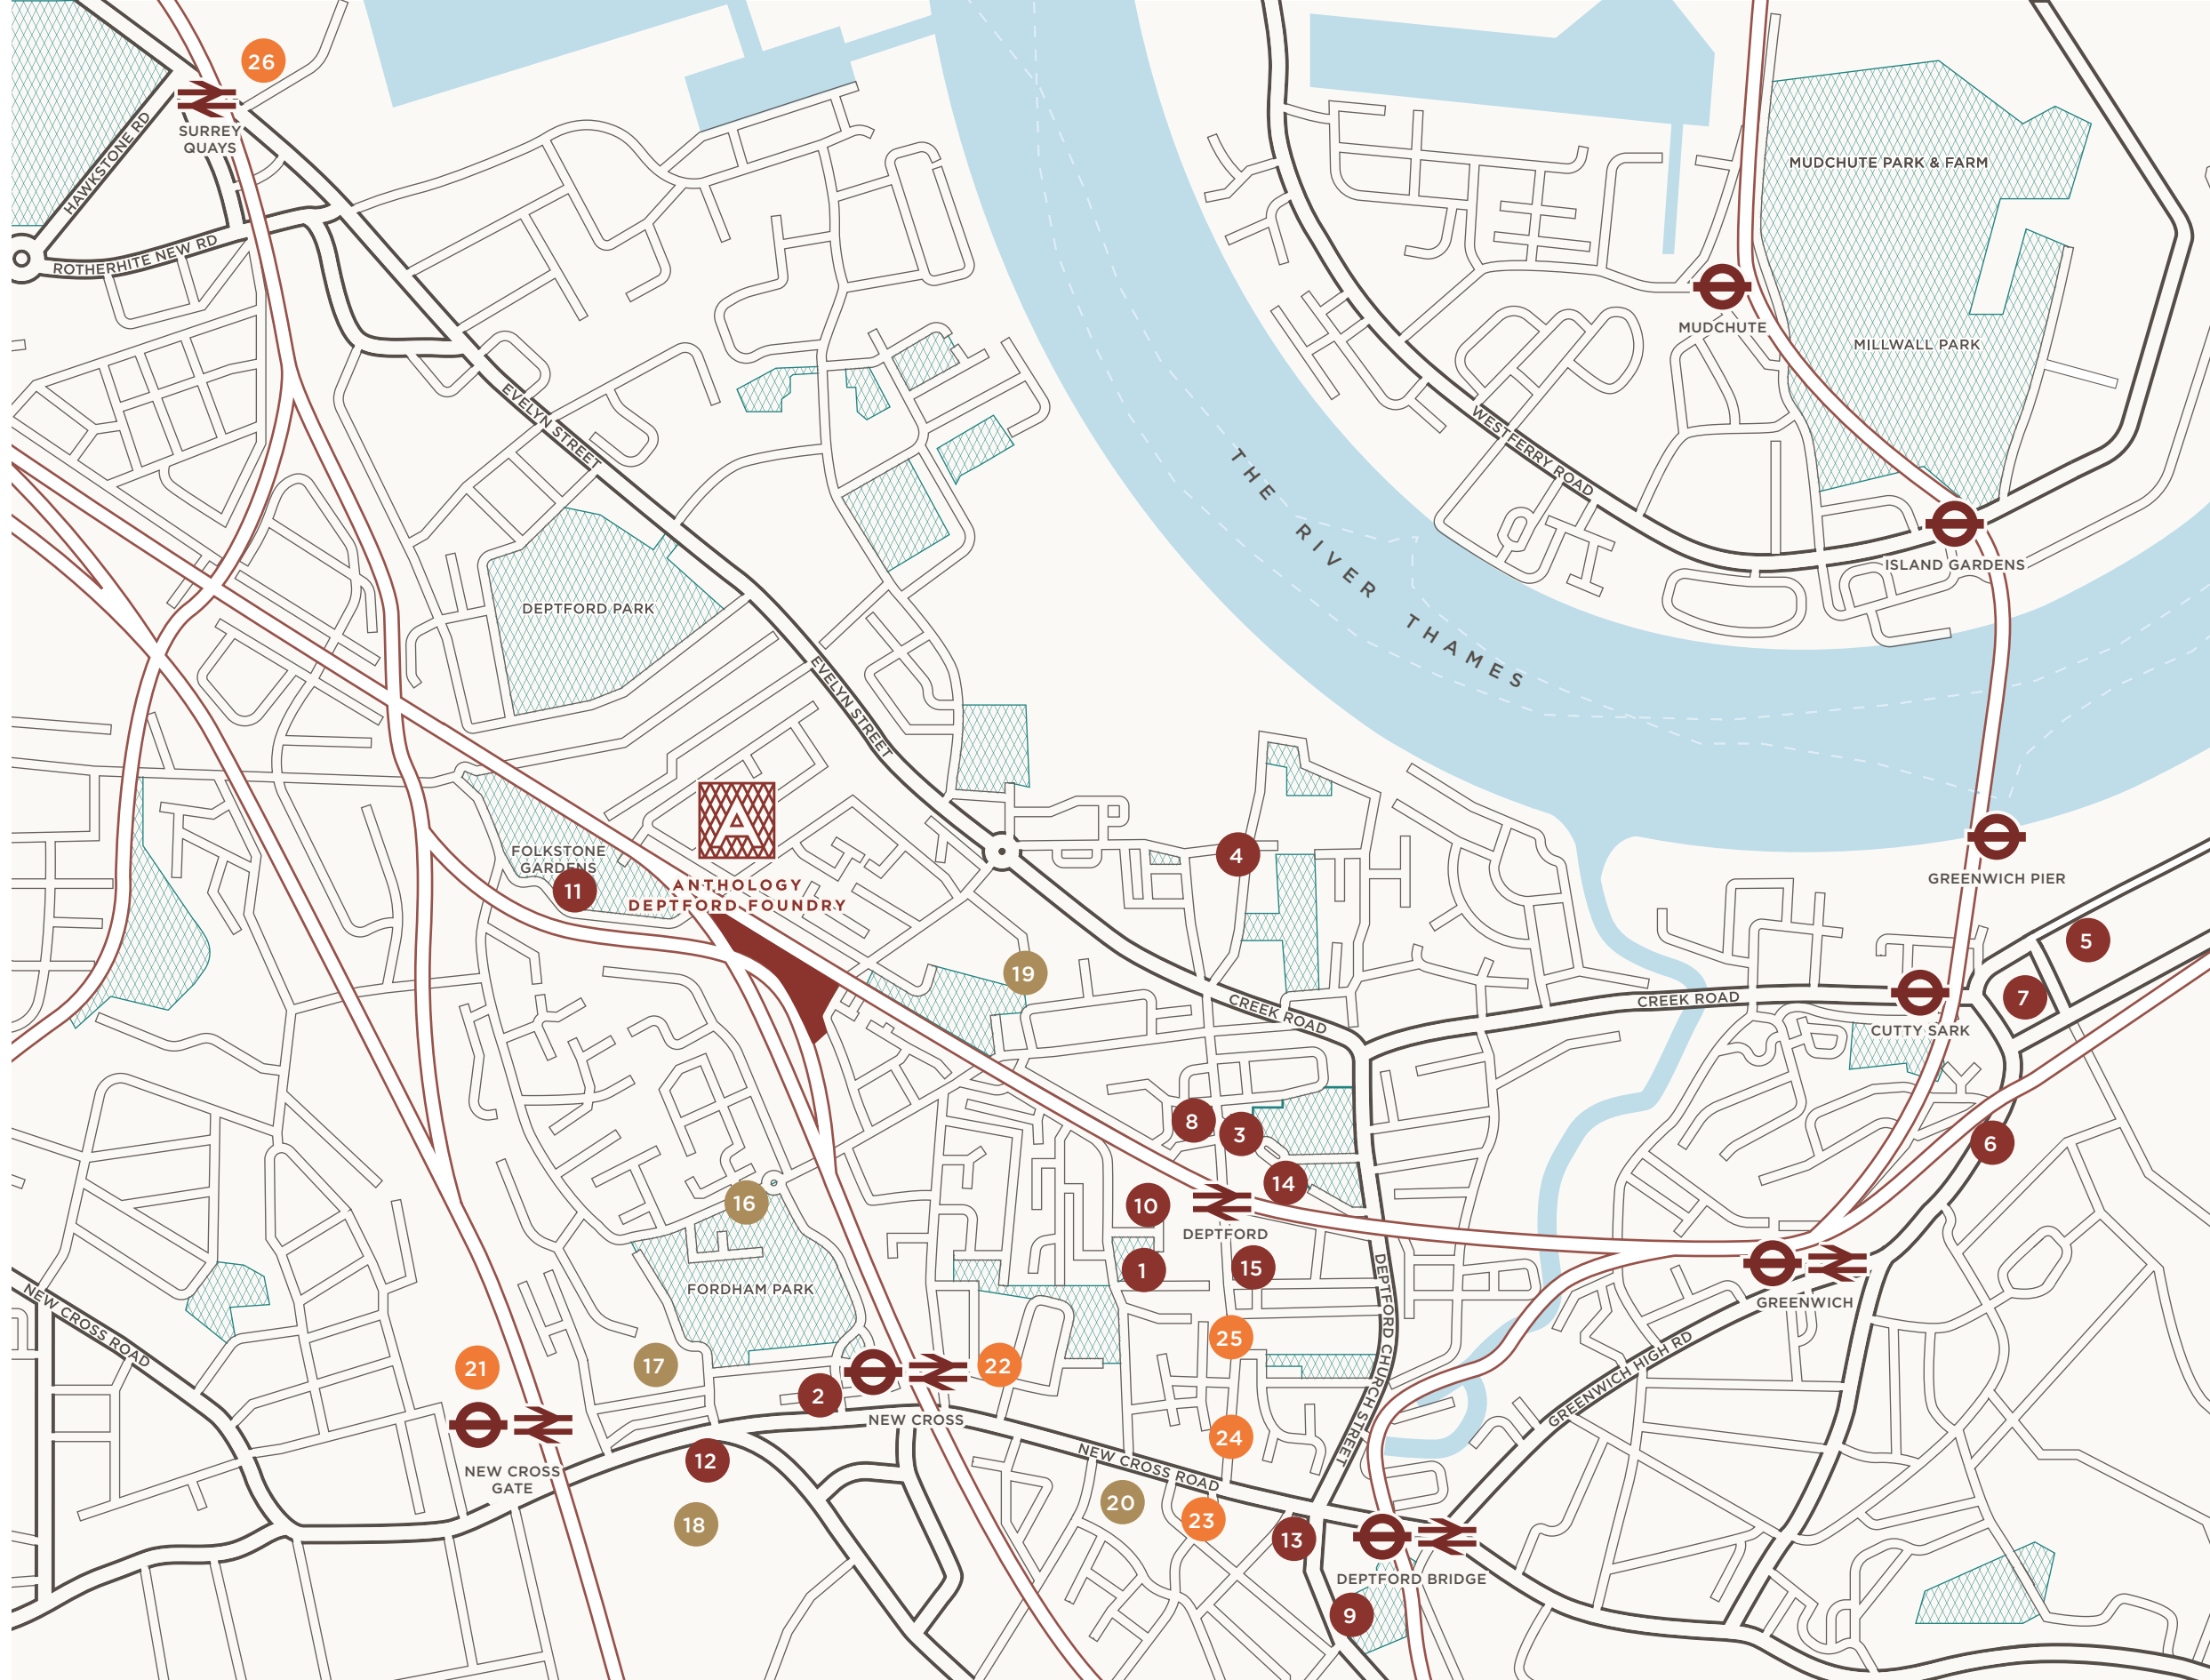 26
SURREY
QUAYS
HAWKSTONE RD
ROTHERHITE NEW RD
MUDCHUTE PARK & FARM
MUDCHUTE
MILLWALL PARK
EVELYN STREET
WESTFERRY ROAD
THE RIVER THAMES
ISLAND GARDENS
DEPTFORD PARK
EVELYN STREET
A
FOLKSTONE
GARDENS
11
ANTHOLOGY
DEPTFORD FOUNDRY
4
GREENWICH PIER
5
19
7
CREEK ROAD
CREEK ROAD
CUTTY SARK
8
3
6
14
16
10
DEPTFORD
1
15
FORDHAM PARK
DEPTFORD CHURCH STREET
GREENWICH
NEW CROSS ROAD
25
21
17
22
2
NEW CROSS
GREENWICH HIGH RD
24
12
NEW CROSS
GATE
NEW CROSS ROAD
20
18
23
13
DEPTFORD BRIDGE
9